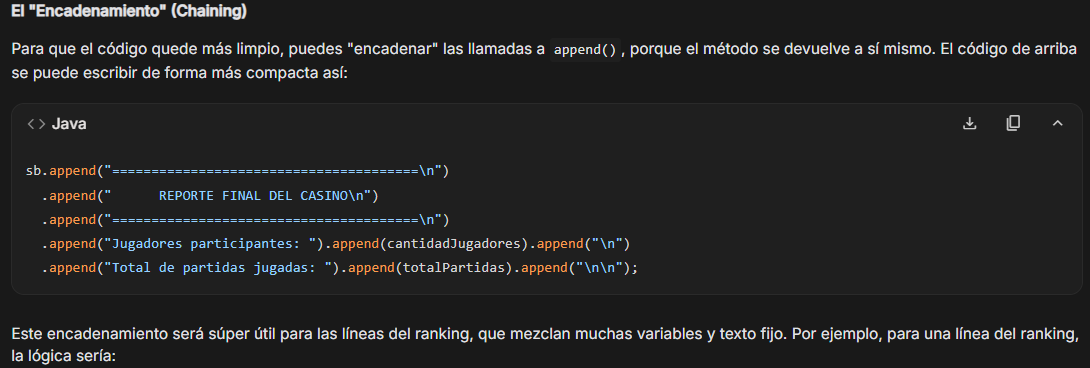 El "Encadenamiento" (Chaining)
Para que el código quede más limpio, puedes "encadenar" las llamadas a append(), porque el método se devuelve a sí mismo. El código de arriba
se puede escribir de forma más compacta así:
<> Java
sb.append("=======================================\n")
  .append("      REPORTE FINAL DEL CASINO\n")
  .append("=======================================\n")
  .append("Jugadores participantes: ").append(cantidadJugadores).append("\n")
  .append("Total de partidas jugadas: ").append(totalPartidas).append("\n\n");
Este encadenamiento será súper útil para las líneas del ranking, que mezclan muchas variables y texto fijo. Por ejemplo, para una línea del ranking,
la lógica sería: